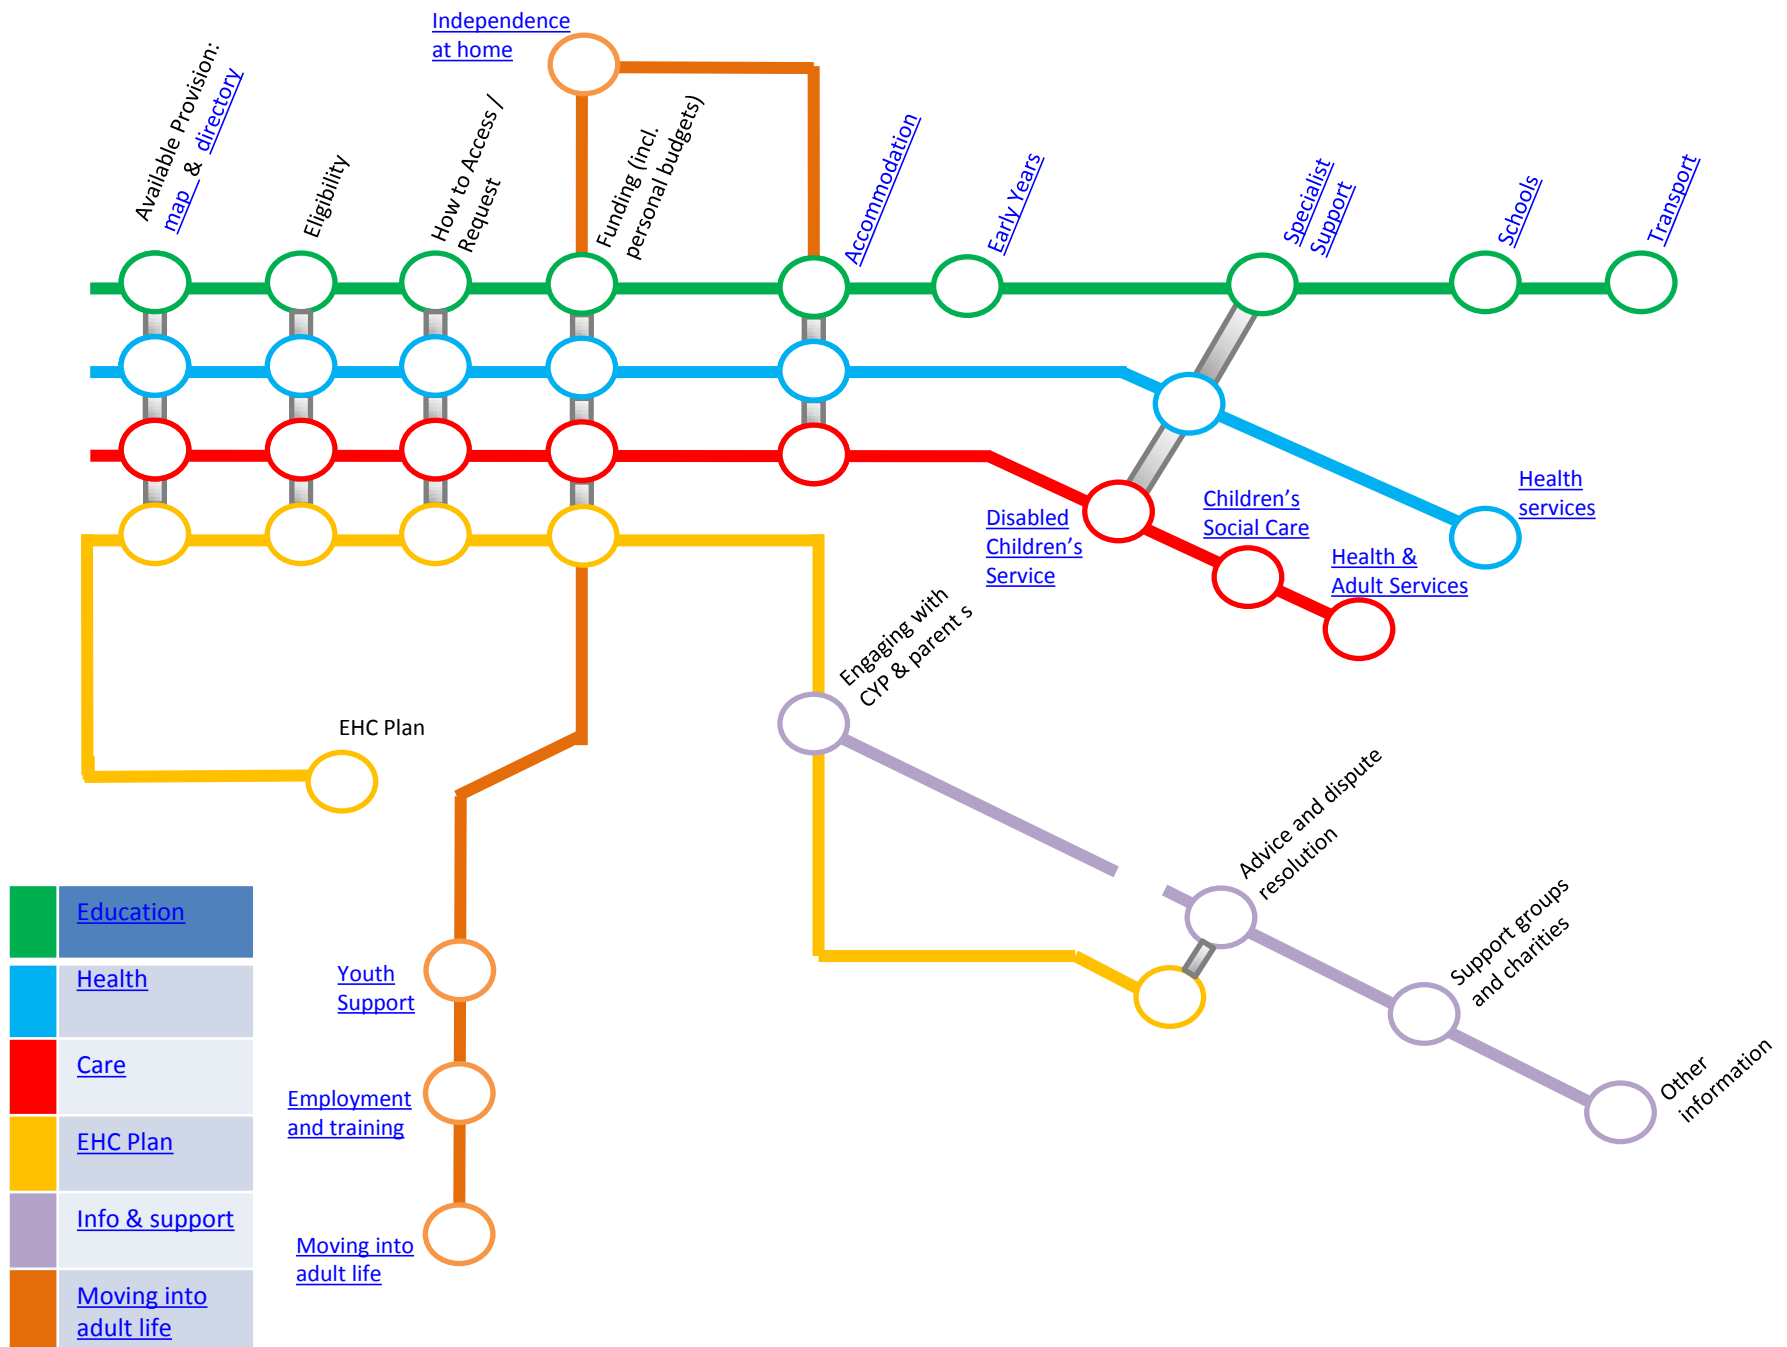 Independence
at home
Available Provision:
map & directory
Eligibility
How to Access /
Request
Funding (incl.
personal budgets)
Accommodation
Early Years
Specialist
Support
Schools
Transport
Disabled
Children's
Service
Children's
Social Care
Health &
Adult Services
Health
services
Engaging with
CYP & parent s
EHC Plan
Advice and dispute
resolution
Support groups
and charities
Other
information
Youth
Support
Employment
and training
Moving into
adult life
Education
Health
Care
EHC Plan
Info & support
Moving into
adult life